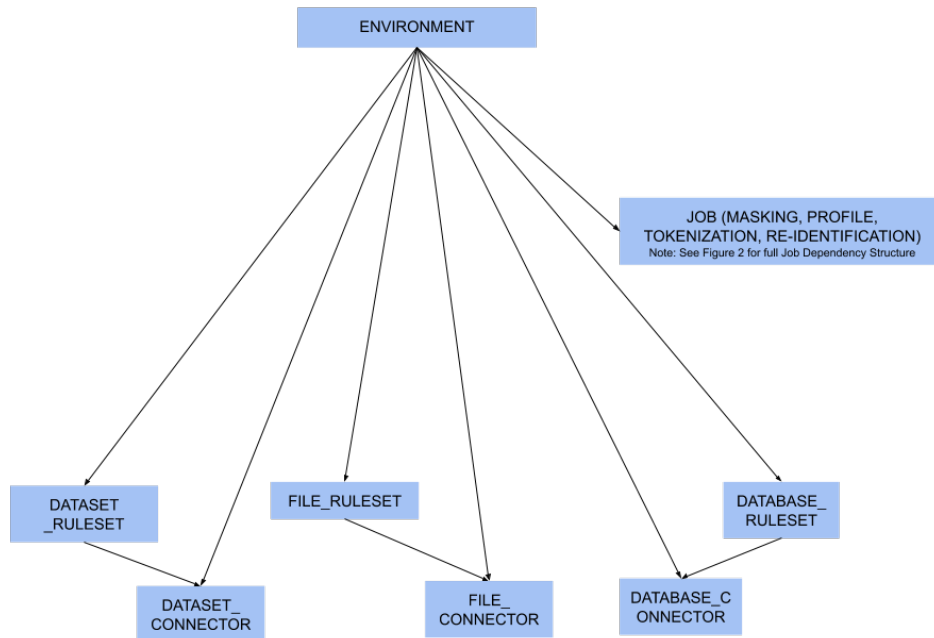 ENVIRONMENT
JOB (MASKING, PROFILE,
TOKENIZATION, RE-IDENTIFICATION)
Note: See Figure 2 for full Job Dependency Structure
DATASET
_RULESET
FILE_RULESET
DATABASE_
RULESET
DATASET_
CONNECTOR
FILE_
CONNECTOR
DATABASE_C
ONNECTOR